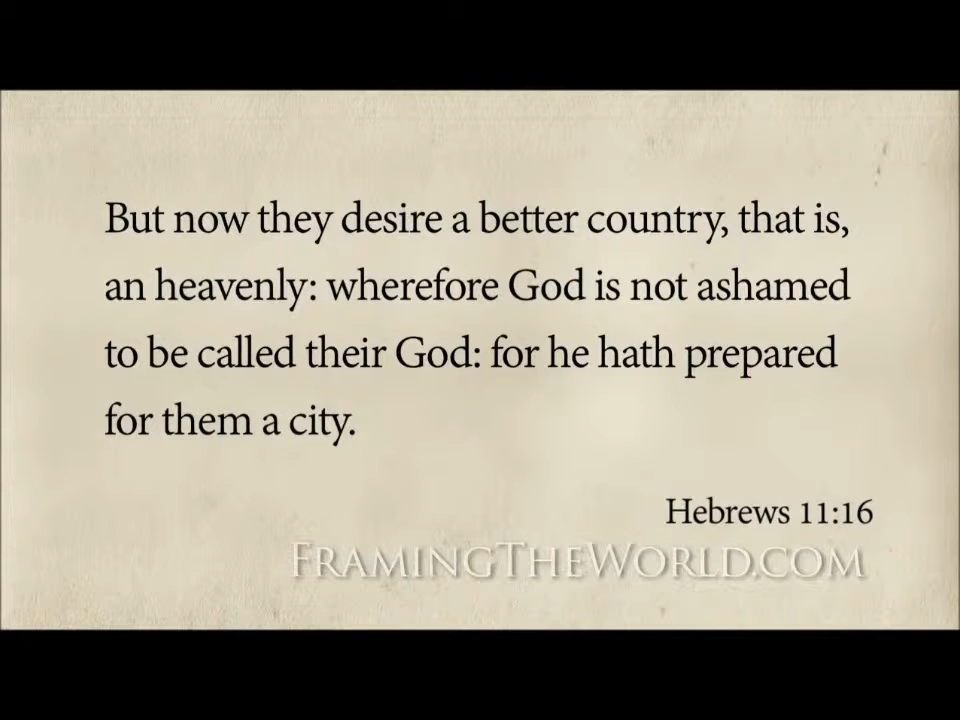 But now they desire a better country, that is,
an heavenly: wherefore God is not ashamed
to be called their God: for he hath prepared
for them a city.
Hebrews 11:16
FRAMINGTHEWORLD.COM